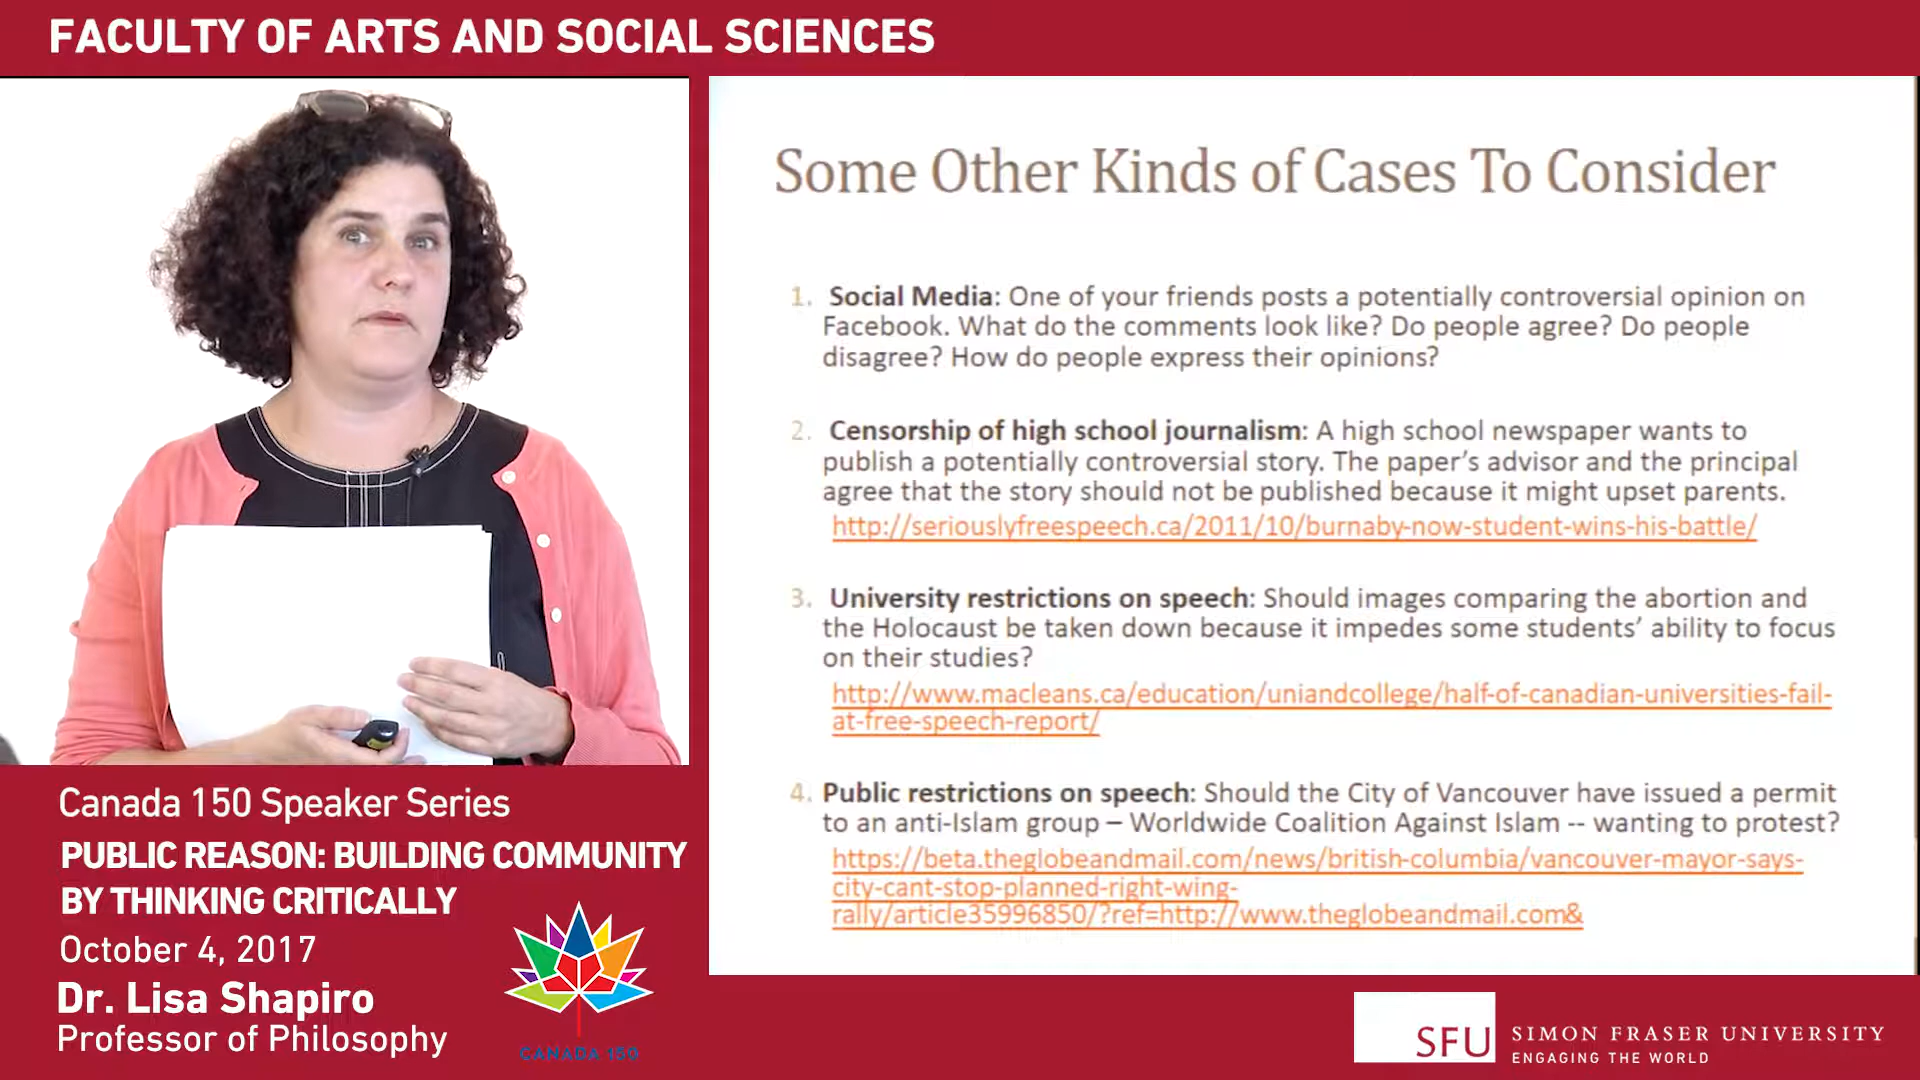 FACULTY OF ARTS AND SOCIAL SCIENCES
Some Other Kinds of Cases To Consider
1. Social Media: One of your friends posts a potentially controversial opinion on
Facebook. What do the comments look like? Do people agree? Do people
disagree? How do people express their opinions?
2. Censorship of high school journalism: A high school newspaper wants to
publish a potentially controversial story. The paper's advisor and the principal
agree that the story should not be published because it might upset parents.
http://seriouslyfreespeech.ca/2011/10/burnaby-now-student-wins-his-battle/
3. University restrictions on speech: Should images comparing the abortion and
the Holocaust be taken down because it impedes some students' ability to focus
on their studies?
http://www.macleans.ca/education/uniandcollege/half-of-canadian-universities-fail-
at-free-speech-report/
4. Public restrictions on speech: Should the City of Vancouver have issued a permit
to an anti-Islam group – Worldwide Coalition Against Islam -- wanting to protest?
https://beta.theglobeandmail.com/news/british-columbia/vancouver-mayor-says-
city-cant-stop-planned-right-wing-
rally/article35996850/?ref=http://www.theglobeandmail.com&
Canada 150 Speaker Series
PUBLIC REASON: BUILDING COMMUNITY
BY THINKING CRITICALLY
October 4, 2017
Dr. Lisa Shapiro
Professor of Philosophy
CANADA 150
SFU
SIMON FRASER UNIVERSITY
ENGAGING THE WORLD